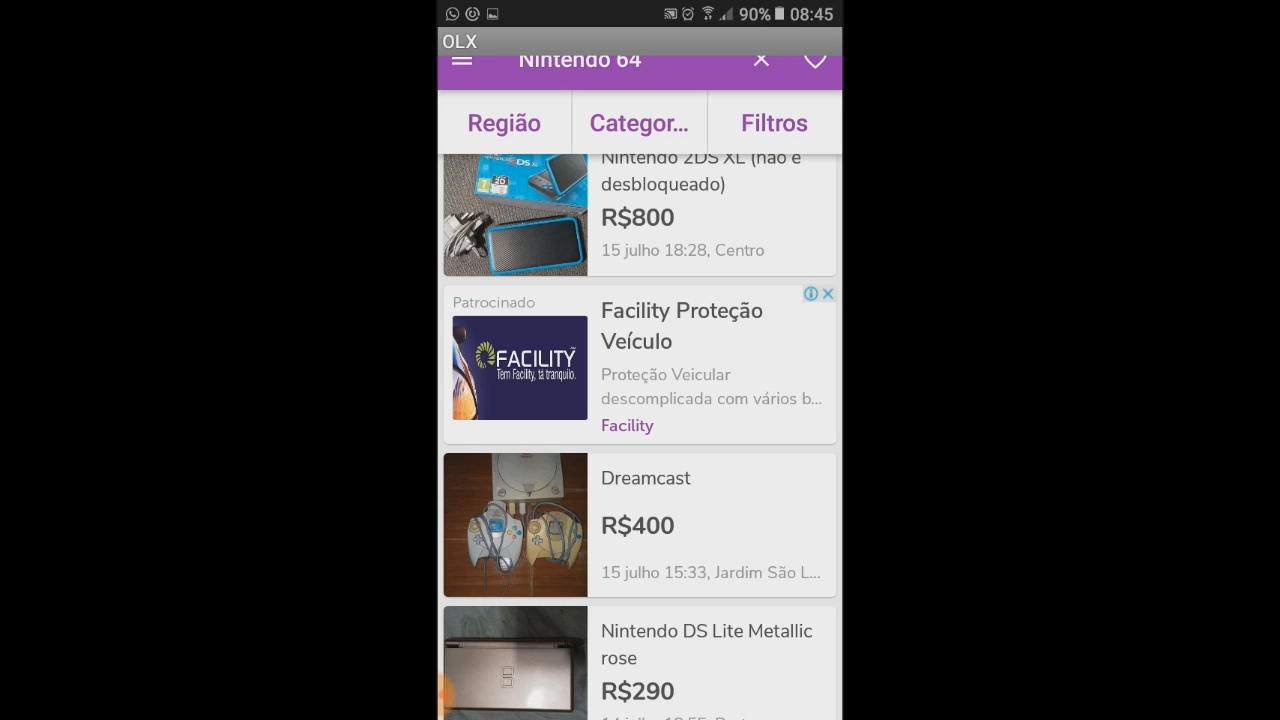 90% 08:45
OLX
Nintendo 64
Região Categor... Filtros
Nintendo 2DS XL (não é
desbloqueado)
R$800
15 julho 18:28, Centro
Patrocinado
Facility Proteção
Veículo
FACILITY
Tem Facility, tá tranquilo.
Proteção Veicular
descomplicada com vários b...
Facility
Dreamcast
R$400
15 julho 15:33, Jardim São L...
Nintendo DS Lite Metallic
rose
R$290